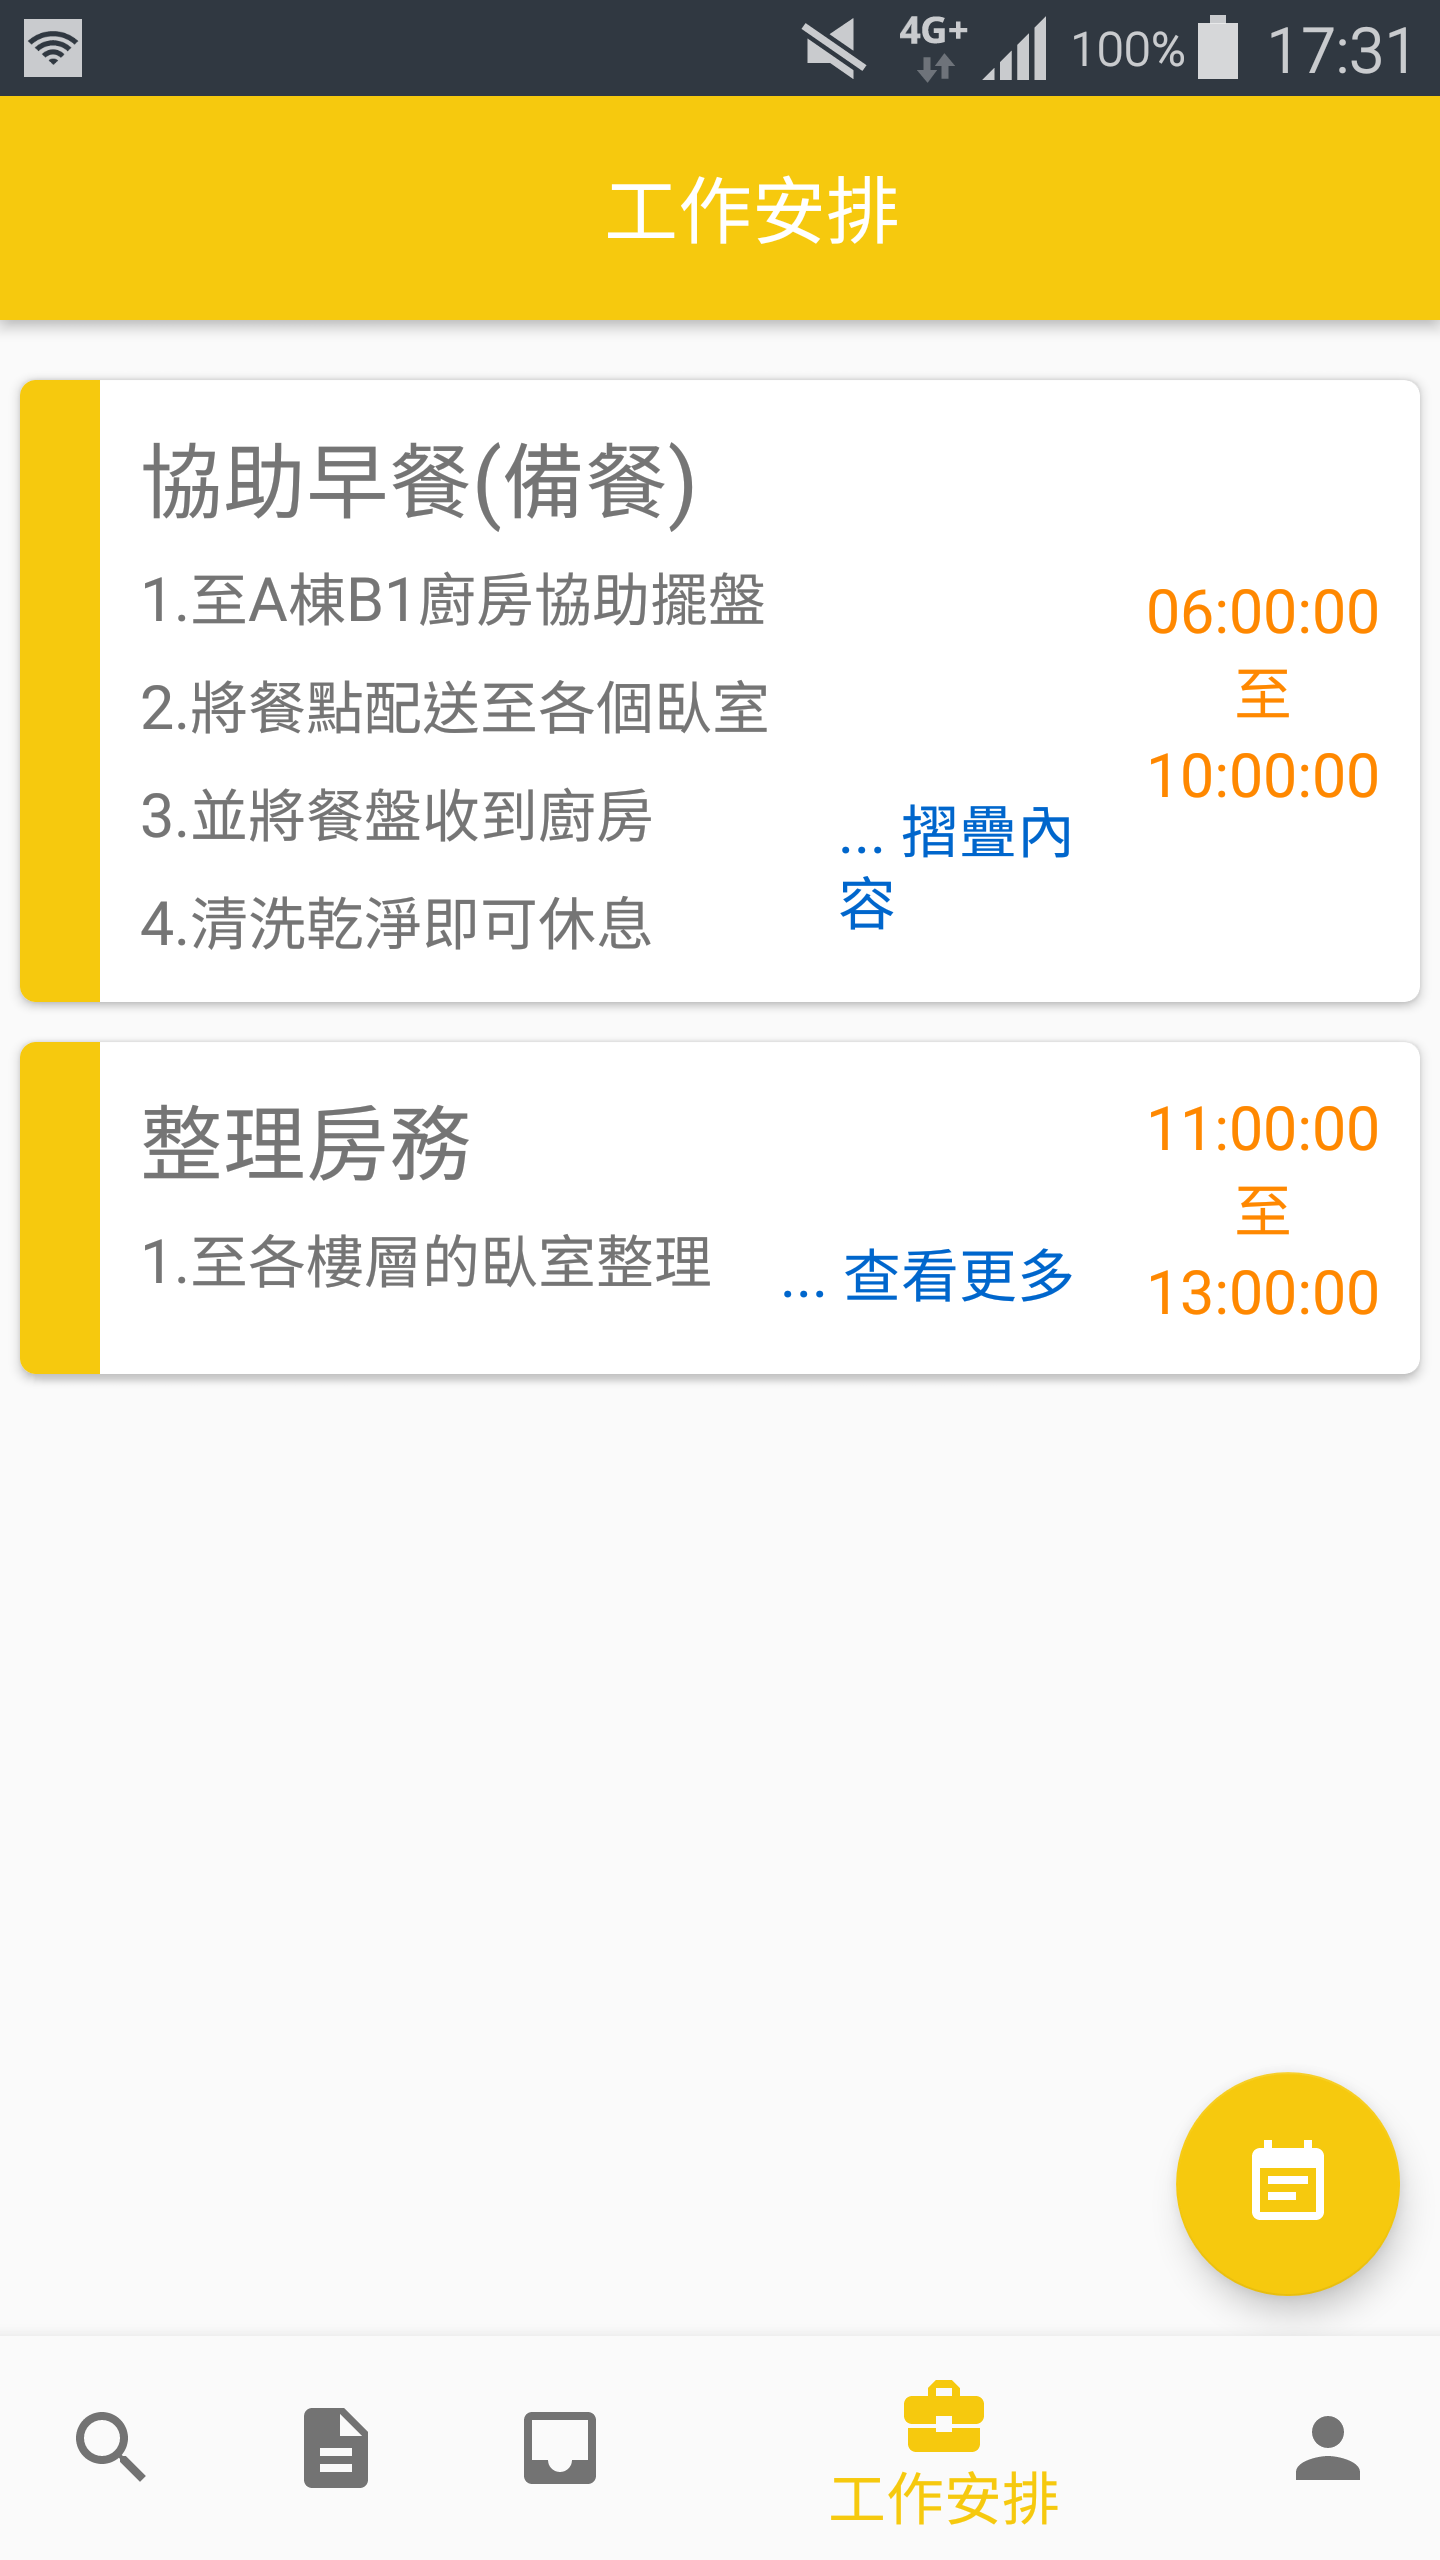 4G+ 100% 17:31
工作安排
協助早餐(備餐)
1.至A棟B1廚房協助擺盤
2.將餐點配送至各個臥室
3.並將餐盤收到廚房
4.清洗乾淨即可休息
... 摺疊內
容
06:00:00
至
10:00:00
整理房務
1.至各樓層的臥室整理
... 查看更多
11:00:00
至
13:00:00
工作安排